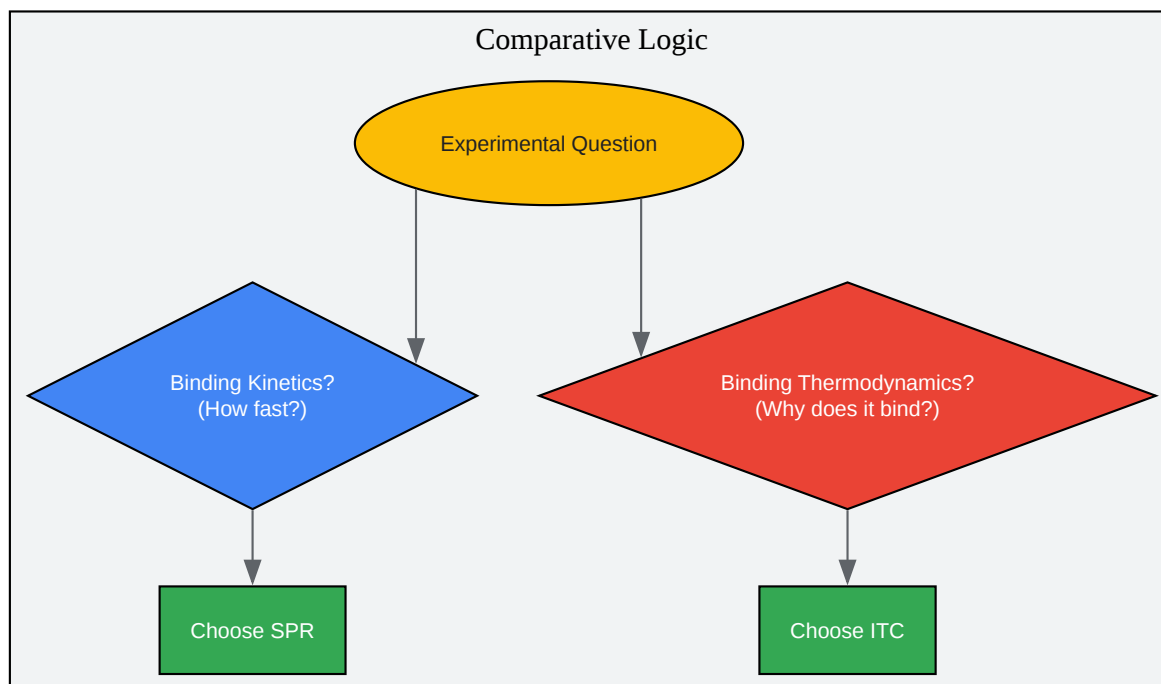 Comparative Logic
Experimental Question
Binding Kinetics?
(How fast?)
Binding Thermodynamics?
(Why does it bind?)
Choose SPR
Choose ITC